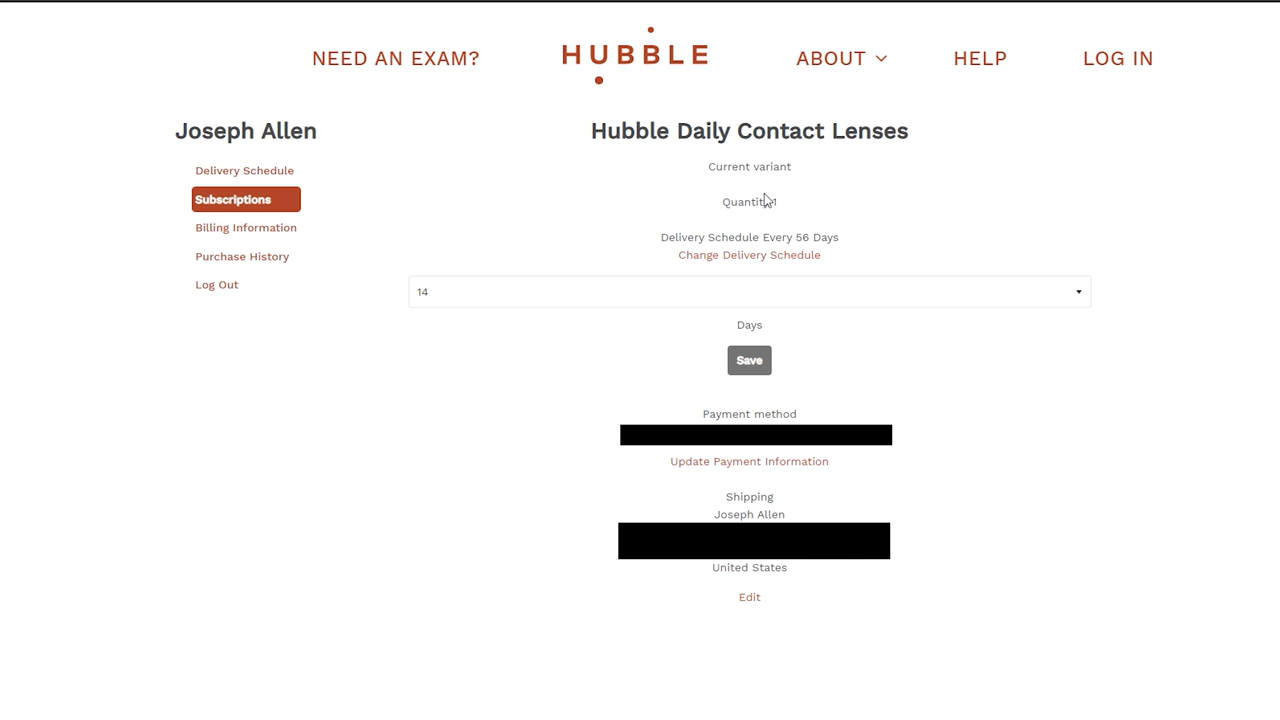 NEED AN EXAM?
HUBBLE
ABOUT
HELP
LOG IN
Joseph Allen
Delivery Schedule
Subscriptions
Billing Information
Purchase History
Log Out
Hubble Daily Contact Lenses
Current variant
Quantity 1
Delivery Schedule Every 56 Days
Change Delivery Schedule
14
Days
Save
Payment method
Update Payment Information
Shipping
Joseph Allen
United States
Edit